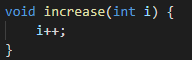 void increase(int i) {
    i++;
}